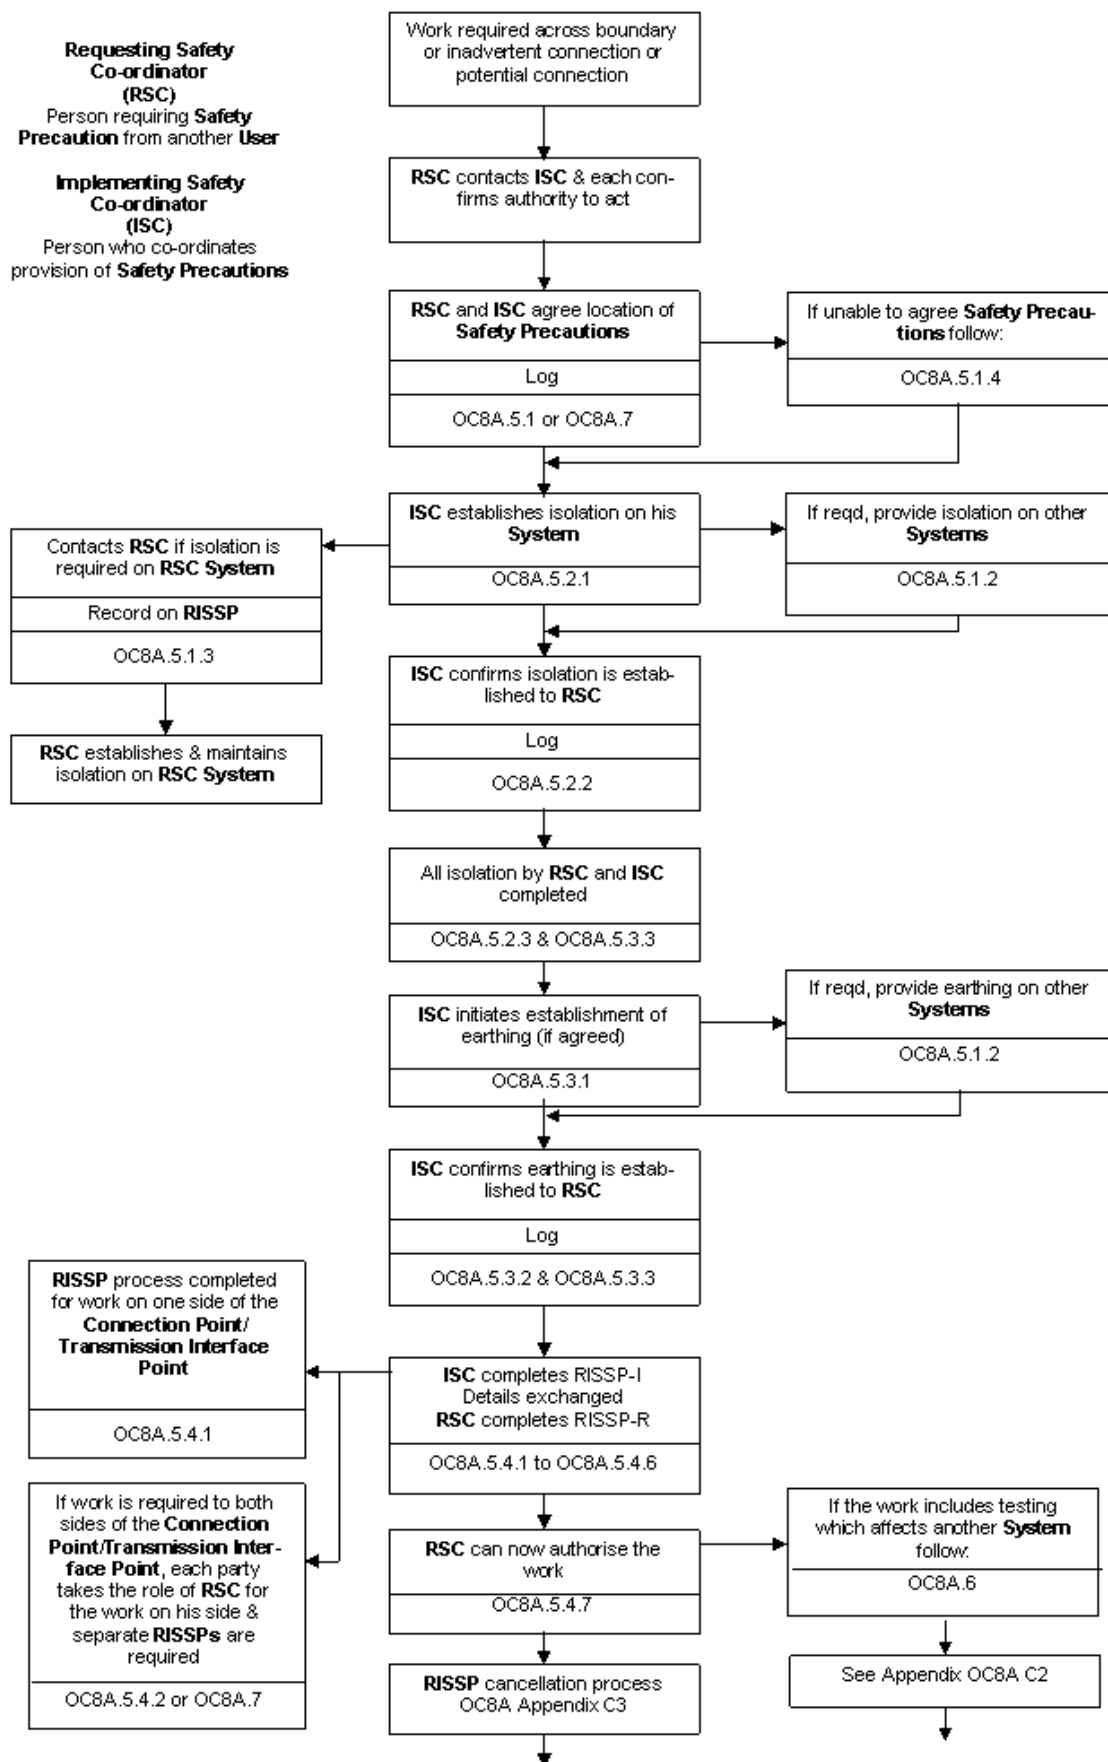 Requesting Safety
Co-ordinator
(RSC)
Person requiring Safety
Precaution from another User
Implementing Safety
Co-ordinator
(ISC)
Person who co-ordinates
provision of Safety Precautions
Work required across boundary
or inadvertent connection or
potential connection
RSC contacts ISC & each con-
firms authority to act
RSC and ISC agree location of
Safety Precautions
Log
OC8A.5.1 or OC8A.7
If unable to agree Safety Precau-
tions follow:
OC8A.5.1.4
ISC establishes isolation on his
System
OC8A.5.2.1
If reqd, provide isolation on other
Systems
OC8A.5.1.2
Contacts RSC if isolation is
required on RSC System
Record on RISSP
OC8A.5.1.3
RSC establishes & maintains
isolation on RSC System
ISC confirms isolation is estab-
lished to RSC
Log
OC8A.5.2.2
All isolation by RSC and ISC
completed
OC8A.5.2.3 & OC8A.5.3.3
ISC initiates establishment of
earthing (if agreed)
OC8A.5.3.1
If reqd, provide earthing on other
Systems
OC8A.5.1.2
ISC confirms earthing is estab-
lished to RSC
Log
OC8A.5.3.2 & OC8A.5.3.3
RISSP process completed
for work on one side of the
Connection Point/
Transmission Interface
Point
OC8A.5.4.1
ISC completes RISSP-I
Details exchanged
RSC completes RISSP-R
OC8A.5.4.1 to OC8A.5.4.6
If work is required to both
sides of the Connection
Point/Transmission Inter-
face Point, each party
takes the role of RSC for
the work on his side &
separate RISSPs are
required
OC8A.5.4.2 or OC8A.7
RSC can now authorise the
work
OC8A.5.4.7
If the work includes testing
which affects another System
follow:
OC8A.6
RISSP cancellation process
OC8A Appendix C3
See Appendix OC8A C2